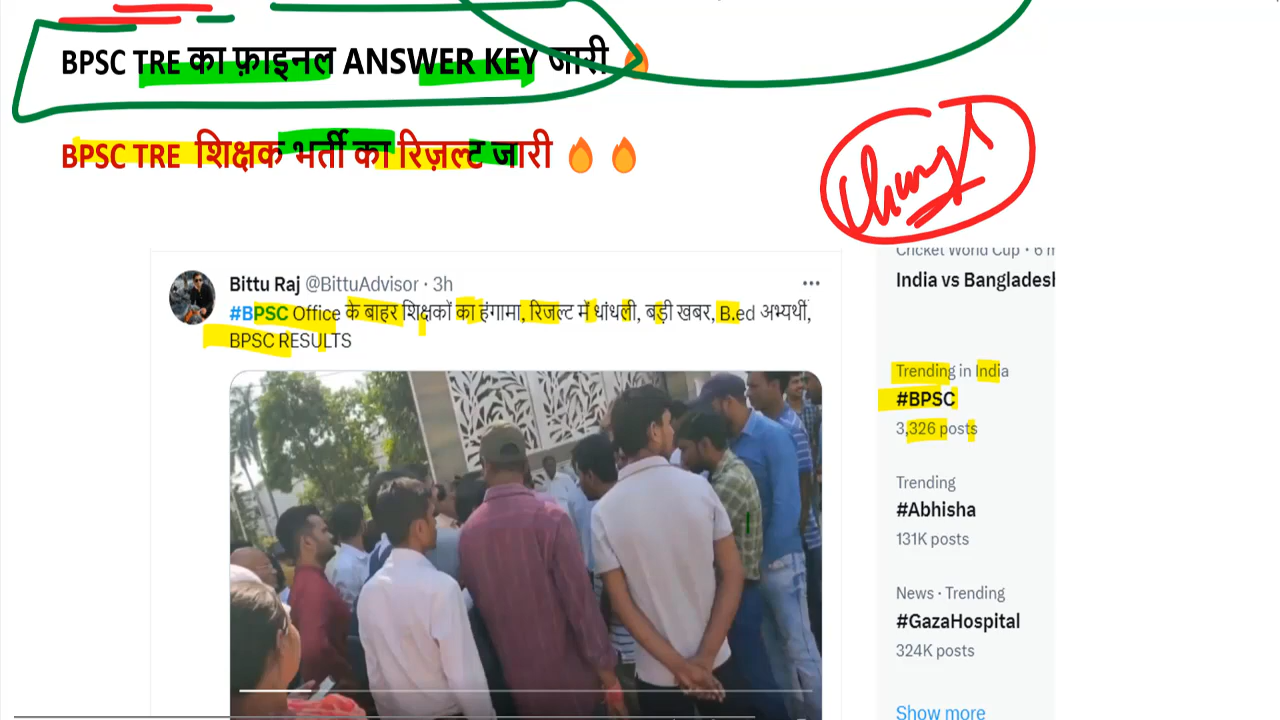 BPSC TRE का फ़ाइनल ANSWER KEY जारी 🔥
BPSC TRE शिक्षक भर्ती का रिज़ल्ट जारी 🔥 🔥
Bittu Raj @BittuAdvisor · 3h
#BPSC Office के बाहर शिक्षकों का हंगामा, रिजल्ट में धांधली, बड़ी खबर, B.ed अभ्यर्थी,
BPSC RESULTS
Cricket World Cup · 6 m
India vs Bangladesh
Trending in India
#BPSC
3,326 posts
Trending
#Abhisha
131K posts
News · Trending
#GazaHospital
324K posts
Show more